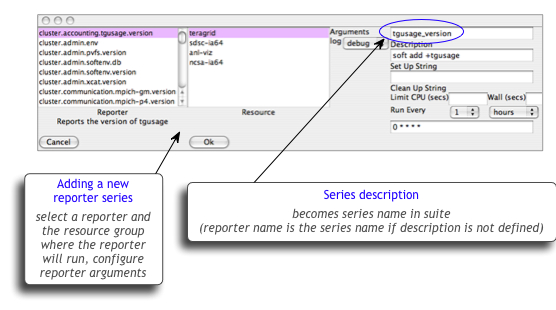 cluster.accounting.tgusage.version
cluster.admin.env
cluster.admin.pvfs.version
cluster.admin.softenv.db
cluster.admin.softenv.version
cluster.admin.xcat.version
cluster.communication.mpich-gm.version
cluster.communication.mpich-p4.version
Reporter
Reports the version of tgusage
Cancel
teragrid
sdsc-ia64
anl-viz
ncsa-ia64
Resource
Ok
Arguments
log debug
tgusage_version
Description
soft add +tgusage
Set Up String
Clean Up String
Limit CPU (secs) Wall (secs)
Run Every 1 hours
0 * * * *
Adding a new
reporter series
select a reporter and
the resource group
where the reporter
will run, configure
reporter arguments
Series description
becomes series name in suite
(reporter name is the series name if description is not defined)